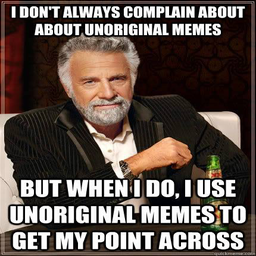 I DON'T ALWAYS COMPLAIN ABOUT
ABOUT UNORIGINAL MEMES
BUT WHEN I DO, I USE
UNORIGINAL MEMES TO
GET MY POINT ACROSS